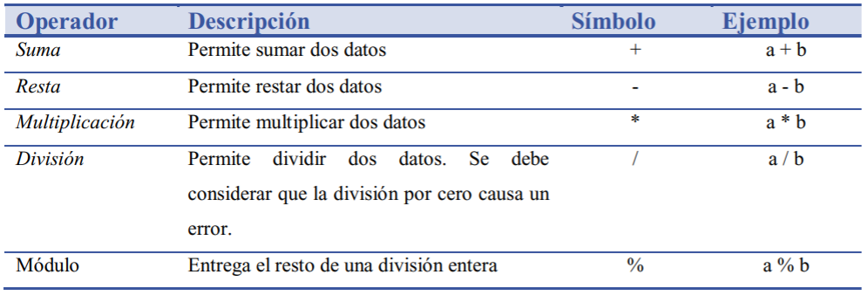 Operador Descripción Símbolo Ejemplo
Suma Permite sumar dos datos + a + b
Resta Permite restar dos datos - a - b
Multiplicación Permite multiplicar dos datos * a * b
División Permite dividir dos datos. Se debe / a / b
considerar que la división por cero causa un
error.
Módulo Entrega el resto de una división entera % a % b